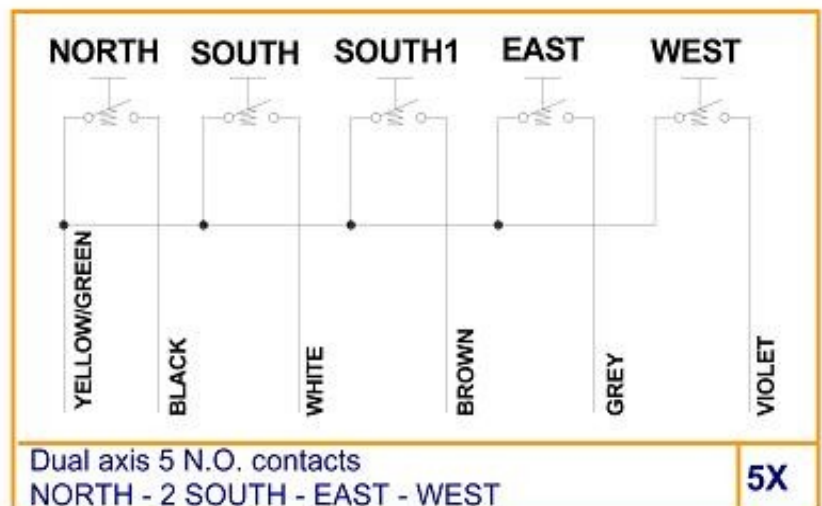 NORTH SOUTH SOUTH1 EAST WEST
YELLOW/GREEN
BLACK
WHITE
BROWN
GREY
VIOLET
Dual axis 5 N.O. contacts
NORTH - 2 SOUTH - EAST - WEST
5X